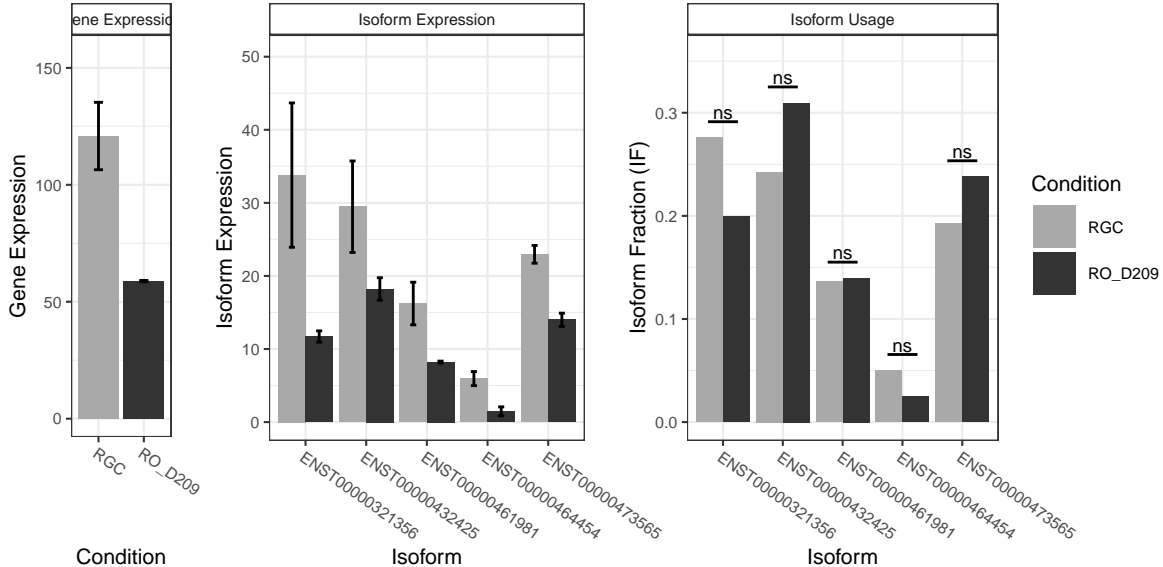 ene Expressio
Gene Expression
150
100
50
0
RGC
RO_D209
Condition
Isoform Expression
Isoform Expression
50
40
30
20
10
0
ENST00000321356
ENST00000432425
ENST00000461981
ENST00000464454
ENST00000473565
Isoform
Isoform Usage
Isoform Fraction (IF)
0.3
0.2
0.1
0.0
ns
ns
ns
ns
ns
ENST00000321356
ENST00000432425
ENST00000461981
ENST00000464454
ENST00000473565
Isoform
Condition
RGC
RO_D209